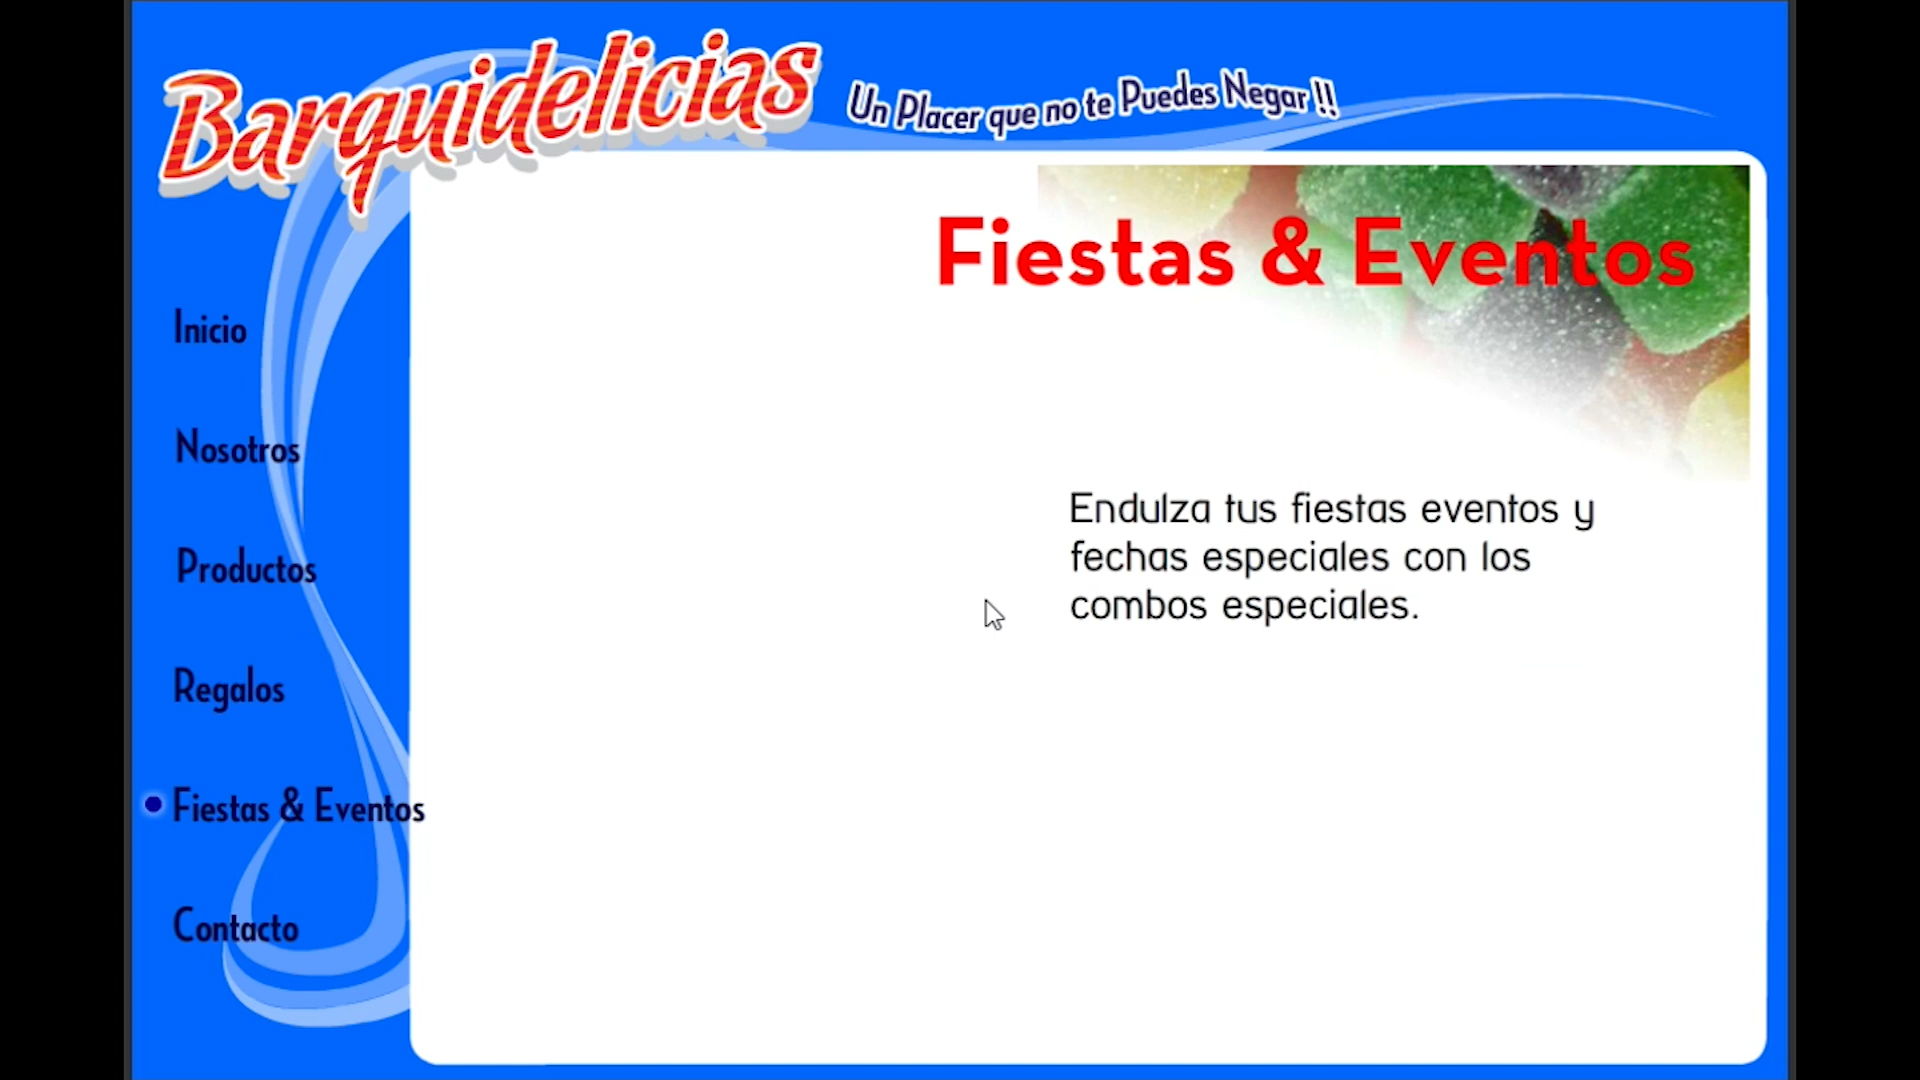 Barquidelicias
Un Placer que no te Puedes Negar !!
Fiestas & Eventos
Inicio
Nosotros
Productos
Regalos
Fiestas & Eventos
Contacto
Endulza tus fiestas eventos y
fechas especiales con los
combos especiales.